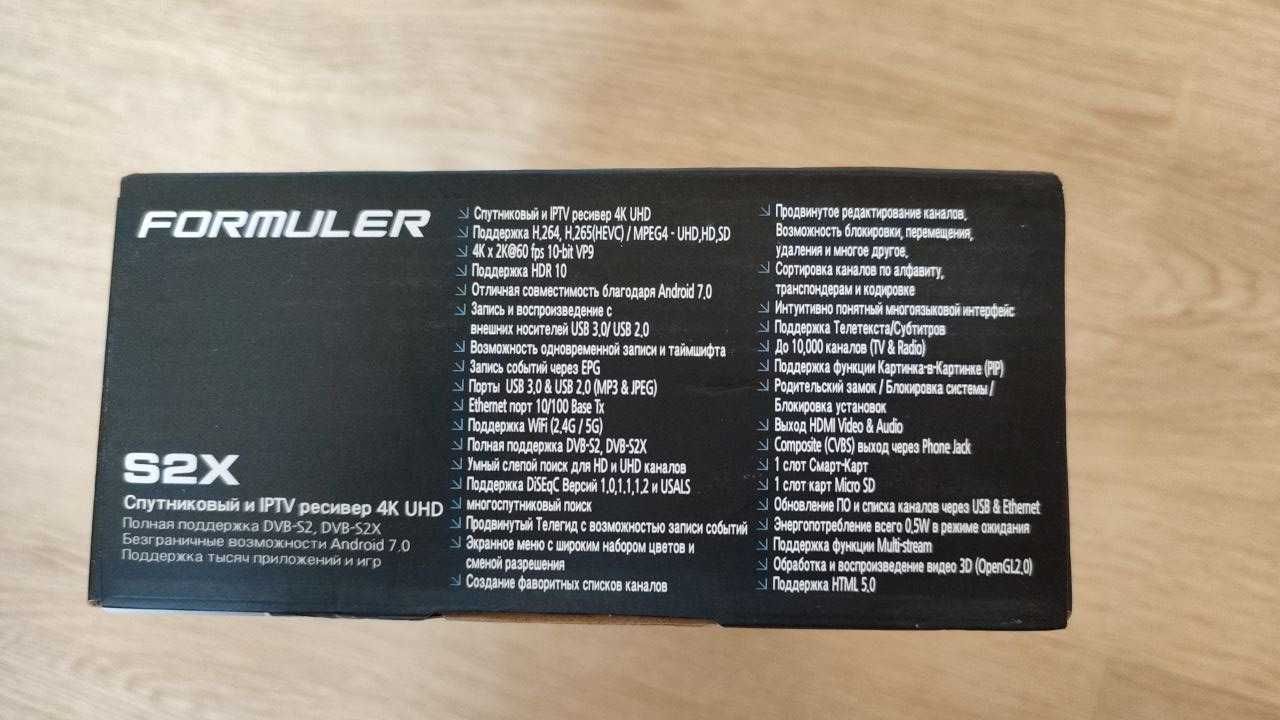 FORMULER
S2X
Спутниковый и IPTV ресивер 4K UHD
Полная поддержка DVB-S2, DVB-S2X
Безграничные возможности Android 7.0
Поддержка тысяч приложений и игр
Спутниковый и IPTV ресивер 4K UHD
Поддержка H.264, H.265(HEVC) / MPEG4 - UHD,HD,SD
4K x 2K@60 fps 10-bit VP9
Поддержка HDR 10
Отличная совместимость благодаря Android 7.0
Запись и воспроизведение с
внешних носителей USB 3.0/ USB 2.0
Возможность одновременной записи и таймшифта
Запись событий через EPG
Порты USB 3.0 & USB 2.0 (MP3 & JPEG)
Ethernet порт 10/100 Base Tx
Поддержка WiFi (2.4G / 5G)
Полная поддержка DVB-S2, DVB-S2X
Умный слепой поиск для HD и UHD каналов
Поддержка DiSEqC Версий 1.0,1.1,1.2 и USALS
многоспутниковый поиск
Продвинутый Телегид с возможностью записи событий
Экранное меню с широким набором цветов и
сменой разрешения
Создание фаворитных списков каналов
Продвинутое редактирование каналов,
Возможность блокировки, перемещения,
удаления и многое другое.
Сортировка каналов по алфавиту,
транспондерам и кодировке
Интуитивно понятный многоязыковой интерфейс
Поддержка Телетекста/Субтитров
До 10,000 каналов (TV & Radio)
Поддержка функции Картинка-в-Картинке (PIP)
Родительский замок / Блокировка системы /
Блокировка установок
Выход HDMI Video & Audio
Composite (CVBS) выход через Phone Jack
1 слот Смарт-Карт
1 слот карт Micro SD
Обновление ПО и списка каналов через USB & Ethernet
Энергопотребление всего 0,5W в режиме ожидания
Поддержка функции Multi-stream
Обработка и воспроизведение видео 3D (OpenGL2.0)
Поддержка HTML 5.0